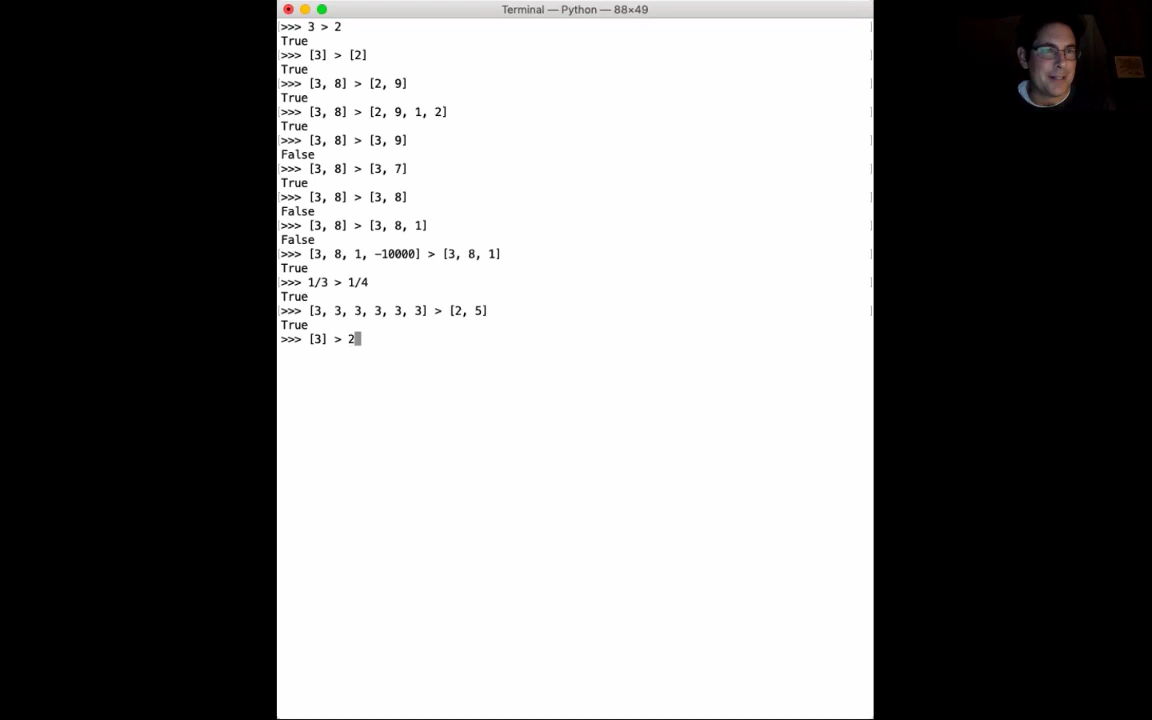 Terminal — Python — 88×49
>>> 3 > 2
True
>>> [3] > [2]
True
>>> [3, 8] > [2, 9]
True
>>> [3, 8] > [2, 9, 1, 2]
True
>>> [3, 8] > [3, 9]
False
>>> [3, 8] > [3, 7]
True
>>> [3, 8] > [3, 8]
False
>>> [3, 8] > [3, 8, 1]
False
>>> [3, 8, 1, -10000] > [3, 8, 1]
True
>>> 1/3 > 1/4
True
>>> [3, 3, 3, 3, 3, 3] > [2, 5]
True
>>> [3] > 2